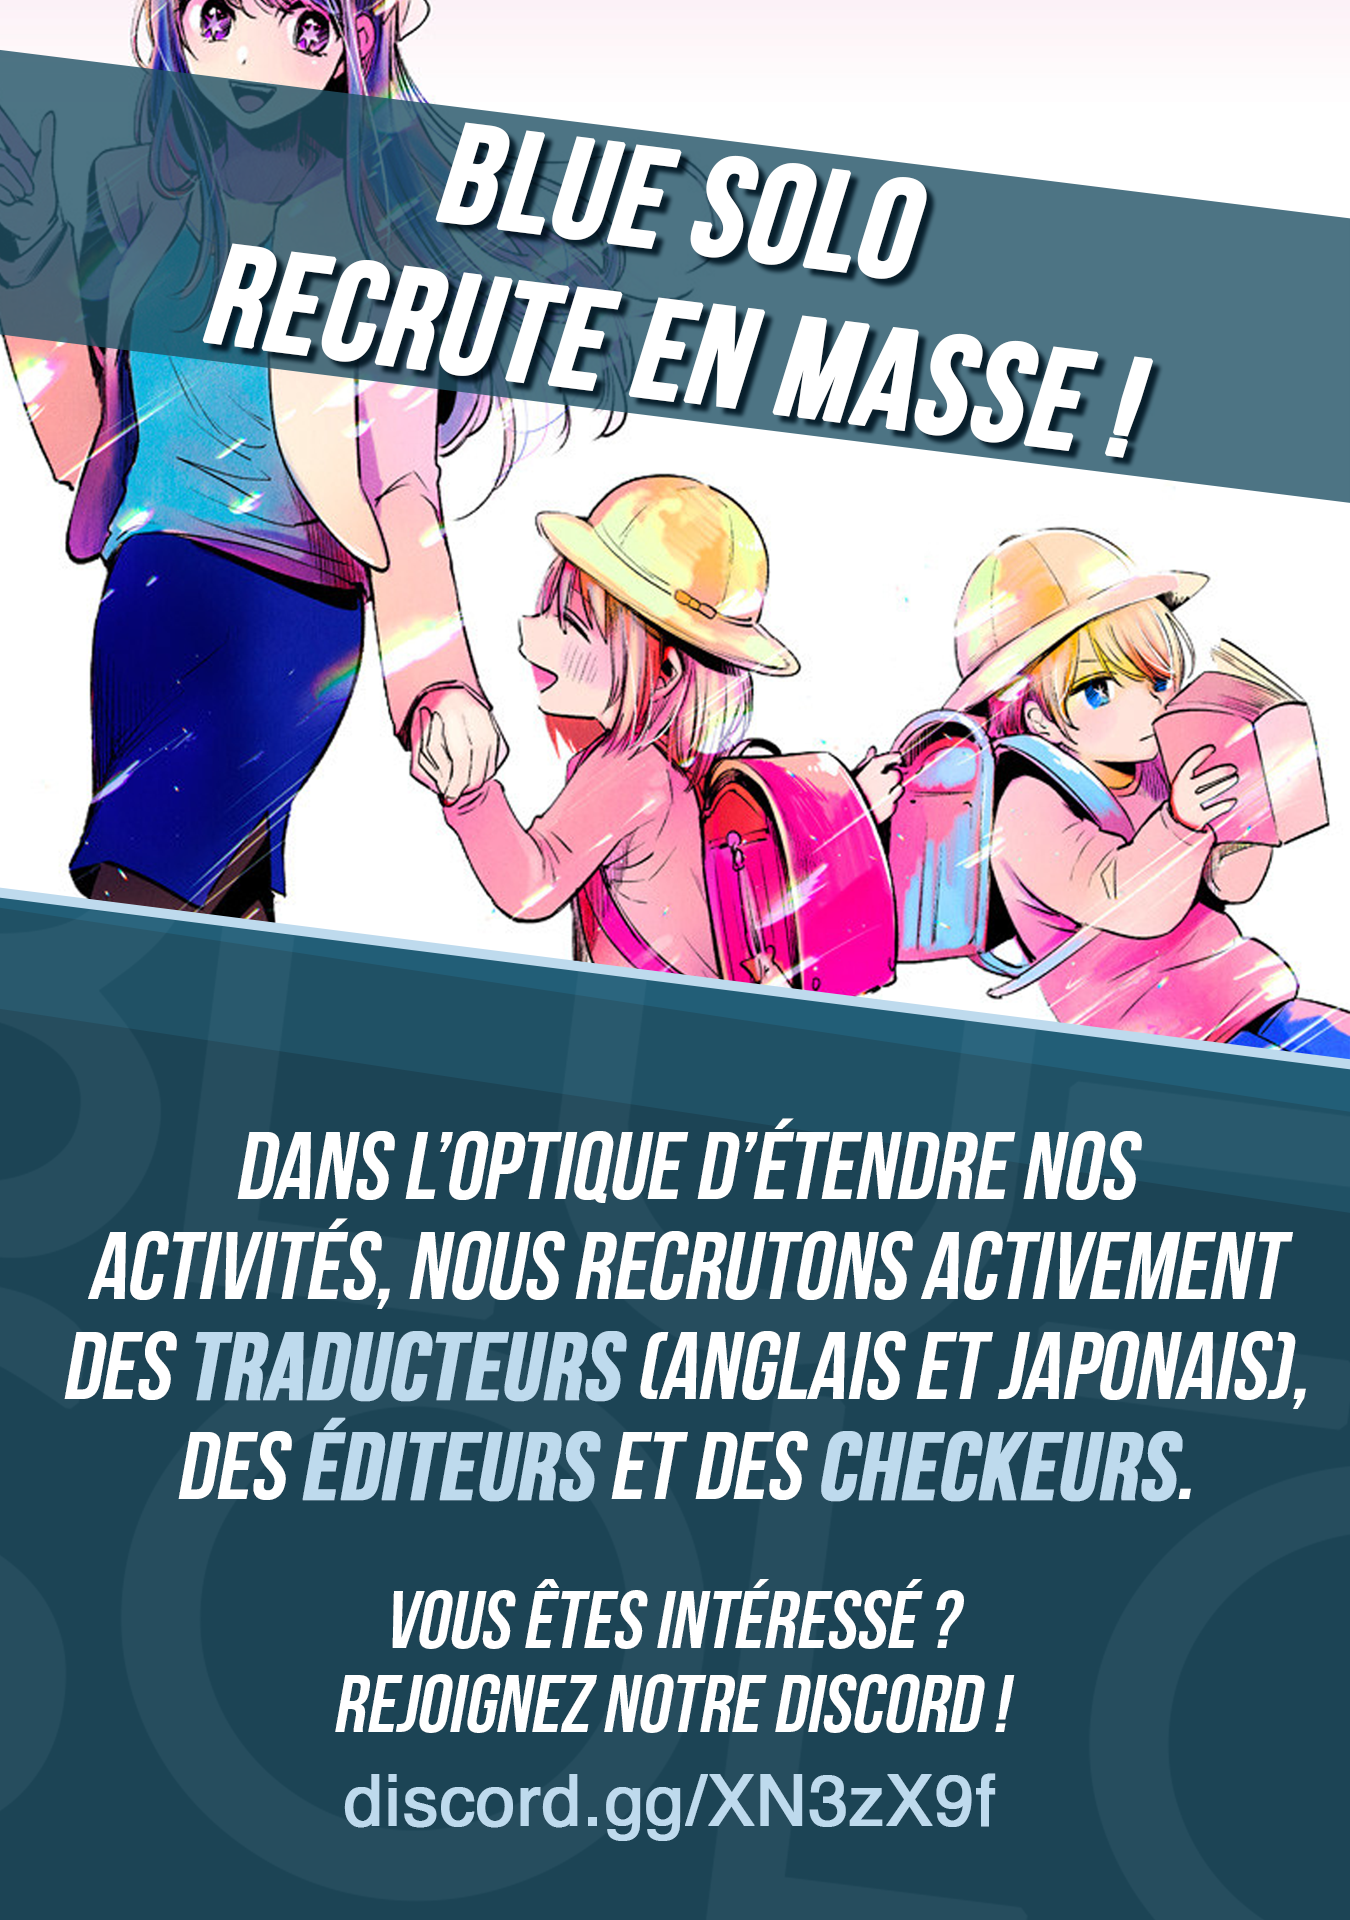 BLUE SOLO
RECRUTE EN MASSE !
DANS L'OPTIQUE D'ÉTENDRE NOS
ACTIVITÉS, NOUS RECRUTONS ACTIVEMENT
DES TRADUCTEURS (ANGLAIS ET JAPONAIS),
DES ÉDITEURS ET DES CHECKEURS.
VOUS ÊTES INTÉRESSÉ ?
REJOIGNEZ NOTRE DISCORD !
discord.gg/XN3zX9f